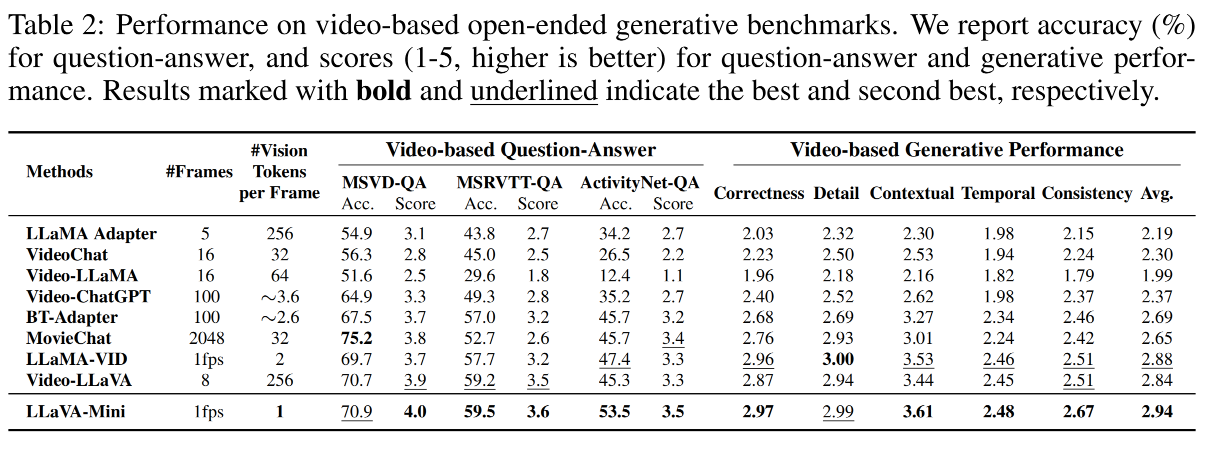 Table 2: Performance on video-based open-ended generative benchmarks. We report accuracy (%)
for question-answer, and scores (1-5, higher is better) for question-answer and generative perfor-
mance. Results marked with bold and underlined indicate the best and second best, respectively.
Methods #Frames #Vision Tokens per Frame Video-based Question-Answer Video-based Generative Performance
MSVD-QA MSRVTT-QA ActivityNet-QA Correctness Detail Contextual Temporal Consistency Avg.
Acc. Score Acc. Score Acc. Score
LLaMA Adapter 5 256 54.9 3.1 43.8 2.7 34.2 2.7 2.03 2.32 2.30 1.98 2.15 2.19
VideoChat 16 32 56.3 2.8 45.0 2.5 26.5 2.2 2.23 2.50 2.53 1.94 2.24 2.30
Video-LLaMA 16 64 51.6 2.5 29.6 1.8 12.4 1.1 1.96 2.18 2.16 1.82 1.79 1.99
Video-ChatGPT 100 ∼3.6 64.9 3.3 49.3 2.8 35.2 2.7 2.40 2.52 2.62 1.98 2.37 2.37
BT-Adapter 100 ∼2.6 67.5 3.7 57.0 3.2 45.7 3.2 2.68 2.69 3.27 2.34 2.46 2.69
MovieChat 2048 32 75.2 3.8 52.7 2.6 45.7 3.4 2.76 2.93 3.01 2.24 2.42 2.65
LLaMA-VID 1fps 2 69.7 3.7 57.7 3.2 47.4 3.3 2.96 3.00 3.53 2.46 2.51 2.88
Video-LLaVA 8 256 70.7 3.9 59.2 3.5 45.3 3.3 2.87 2.94 3.44 2.45 2.51 2.84
LLaVA-Mini 1fps 1 70.9 4.0 59.5 3.6 53.5 3.5 2.97 2.99 3.61 2.48 2.67 2.94